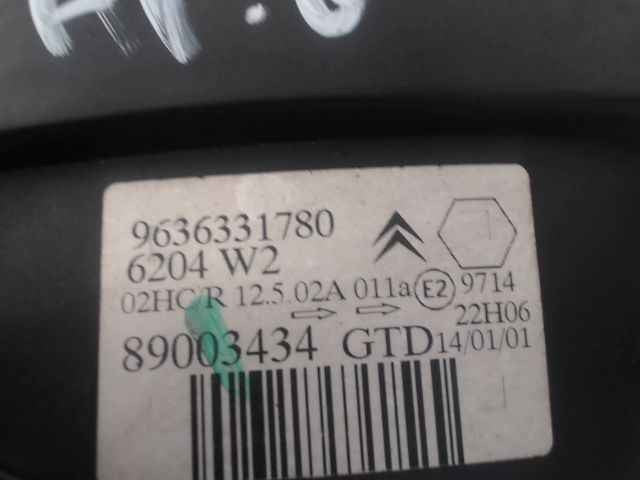 9636331780
6204 W2
02HC/R 12.5 02A 011a E2 9714
22H06
89003434 GTD 14/01/01